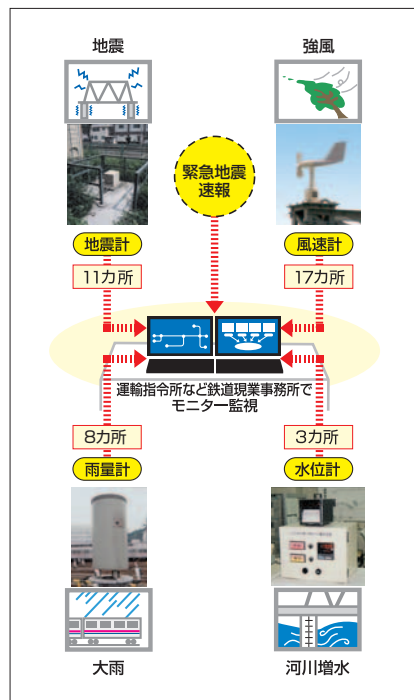 地震
強風
緊急地震
速報
地震計
風速計
11カ所
17カ所
運輸指令所など鉄道現業事務所で
モニター監視
8カ所
3カ所
雨量計
水位計
大雨
河川増水